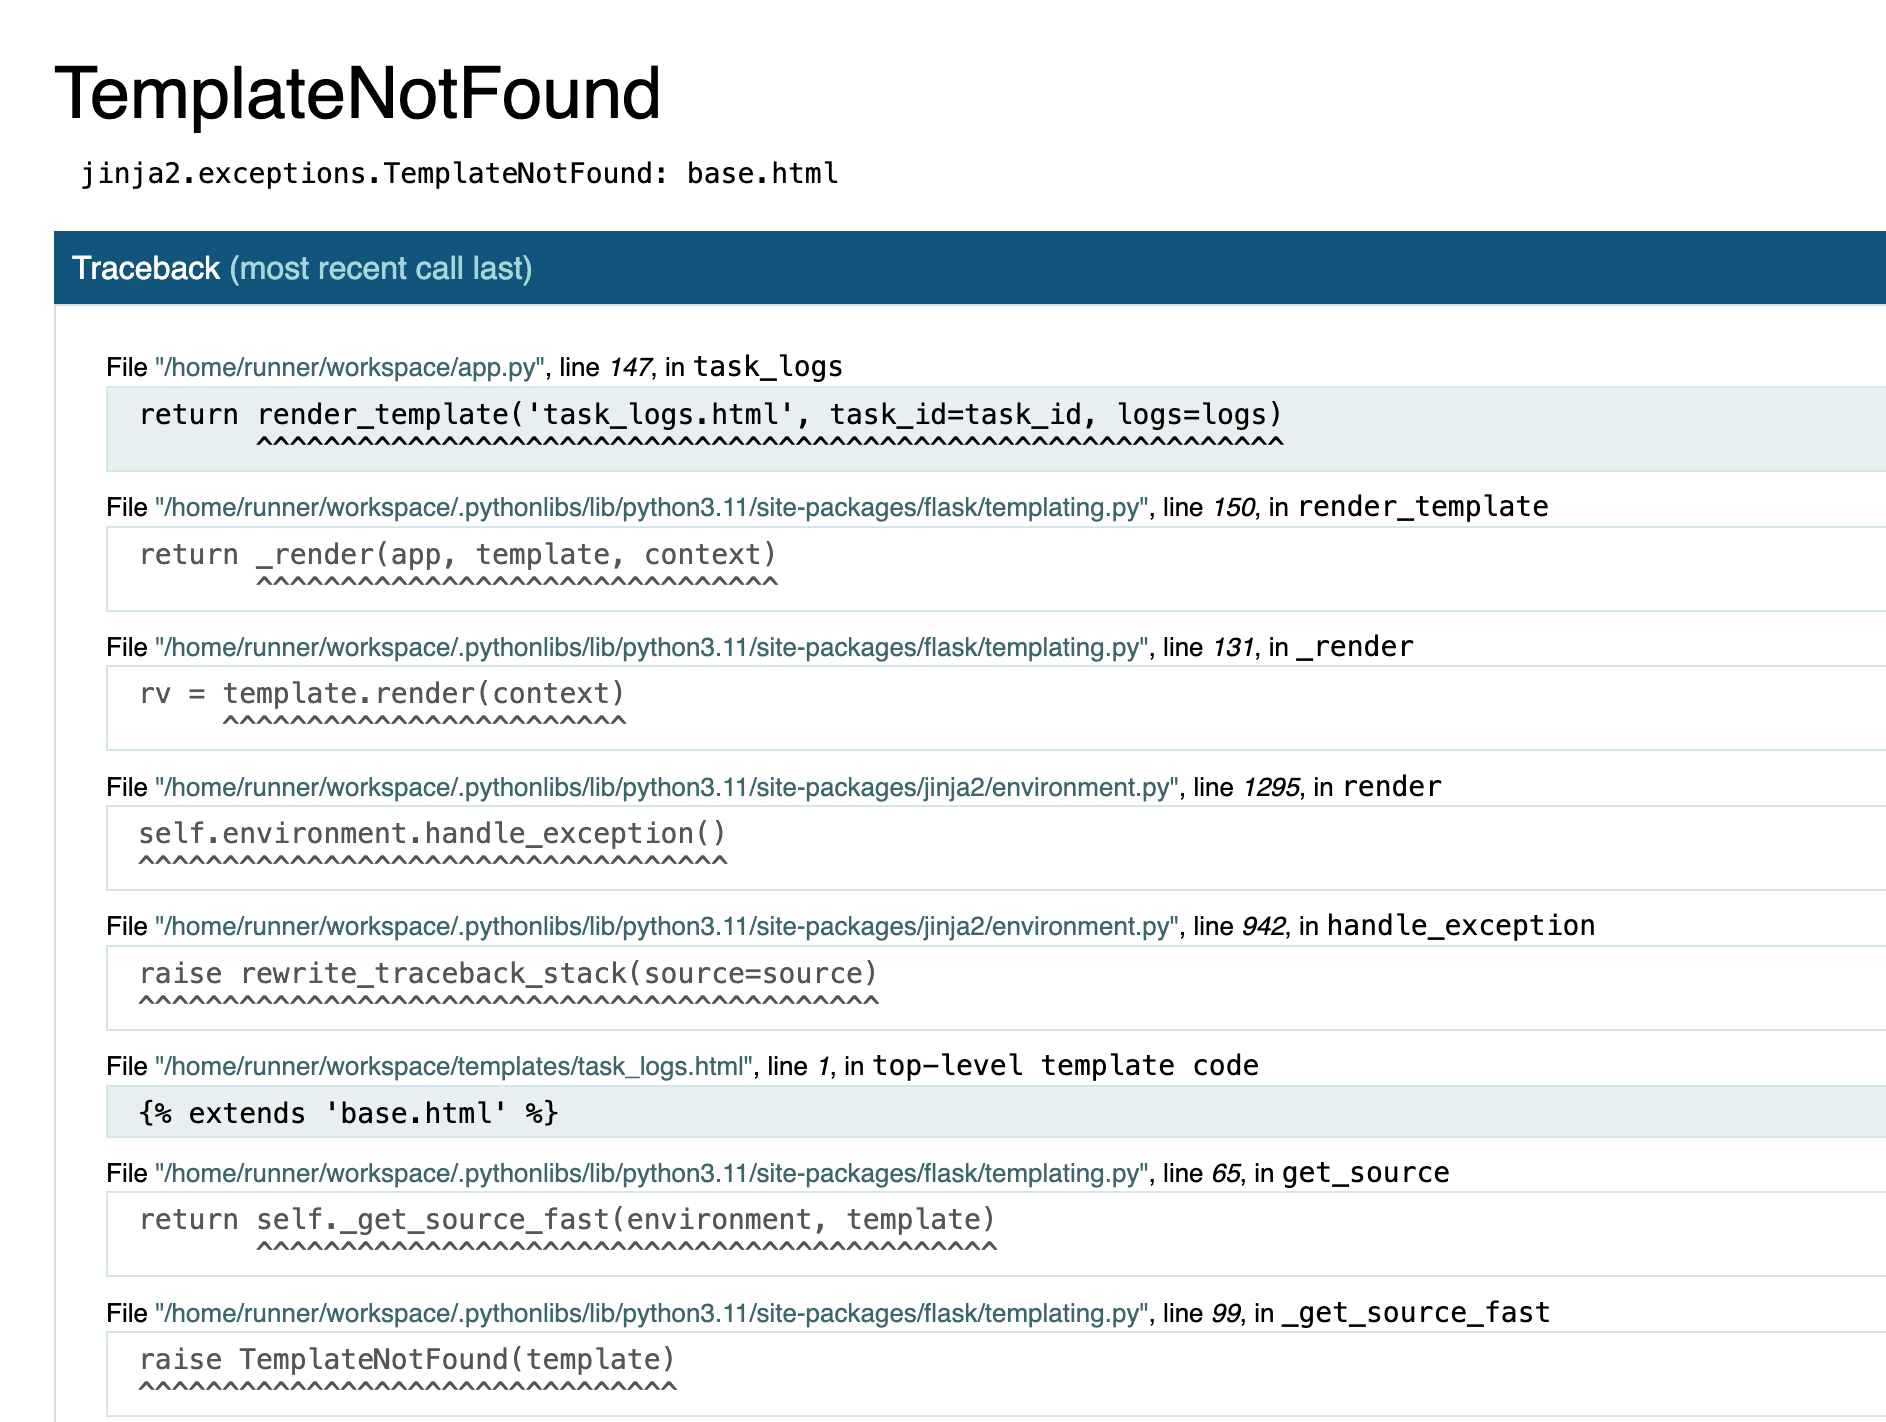 TemplateNotFound
jinja2.exceptions.TemplateNotFound: base.html
Traceback (most recent call last)
File "/home/runner/workspace/app.py", line 147, in task_logs
return render_template('task_logs.html', task_id=task_id, logs=logs)
^^^^^^^^^^^^^^^^^^^^^^^^^^^^^^^^^^^^^^^^^^^^^^^^^^^^^^^^^^^^^
File "/home/runner/workspace/.pythonlibs/lib/python3.11/site-packages/flask/templating.py", line 150, in render_template
return _render(app, template, context)
^^^^^^^^^^^^^^^^^^^^^^^^^^^^^^^
File "/home/runner/workspace/.pythonlibs/lib/python3.11/site-packages/flask/templating.py", line 131, in _render
rv = template.render(context)
^^^^^^^^^^^^^^^^^^^^^^^^
File "/home/runner/workspace/.pythonlibs/lib/python3.11/site-packages/jinja2/environment.py", line 1295, in render
self.environment.handle_exception()
^^^^^^^^^^^^^^^^^^^^^^^^^^^^^^^^^^^
File "/home/runner/workspace/.pythonlibs/lib/python3.11/site-packages/jinja2/environment.py", line 942, in handle_exception
raise rewrite_traceback_stack(source=source)
^^^^^^^^^^^^^^^^^^^^^^^^^^^^^^^^^^^^^^^^^^^^
File "/home/runner/workspace/templates/task_logs.html", line 1, in top-level template code
{% extends 'base.html' %}
File "/home/runner/workspace/.pythonlibs/lib/python3.11/site-packages/flask/templating.py", line 65, in get_source
return self._get_source_fast(environment, template)
^^^^^^^^^^^^^^^^^^^^^^^^^^^^^^^^^^^^^^^^^^^^
File "/home/runner/workspace/.pythonlibs/lib/python3.11/site-packages/flask/templating.py", line 99, in _get_source_fast
raise TemplateNotFound(template)
^^^^^^^^^^^^^^^^^^^^^^^^^^^^^^^^